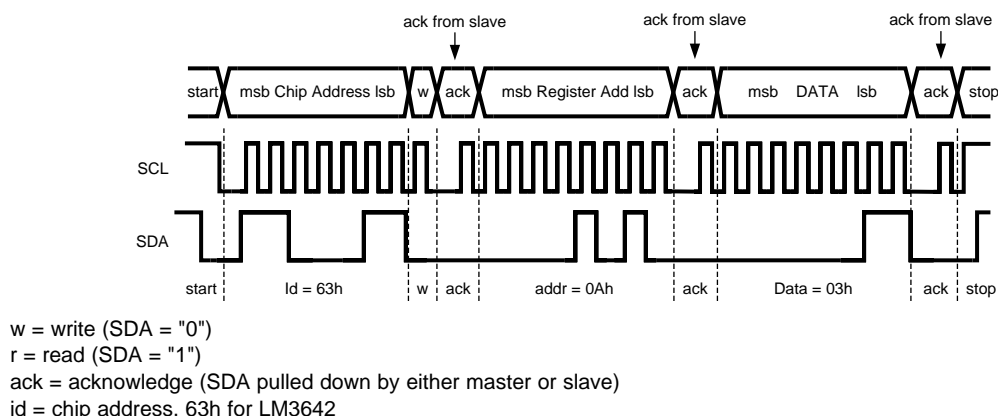 ack from slave ack from slave ack from slave
start msb Chip Address lsb w ack msb Register Add lsb ack msb DATA lsb ack stop
SCL
SDA
start Id = 63h w ack addr = 0Ah ack Data = 03h ack stop
w = write (SDA = "0")
r = read (SDA = "1")
ack = acknowledge (SDA pulled down by either master or slave)
id = chip address, 63h for LM3642